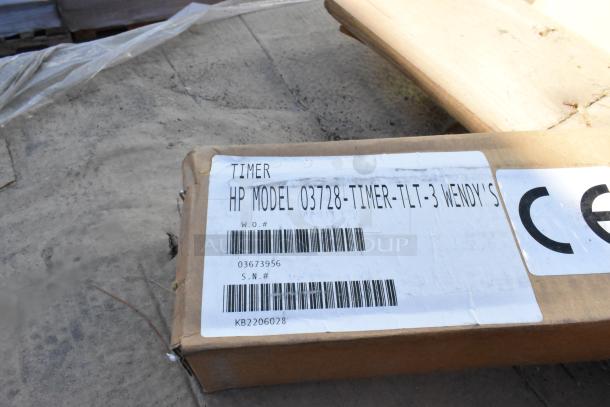 TIMER
HP MODEL 03728-TIMER-TLT-3 WENDY'S
W.O.#
03673956
S.N.#
KB2206028
CE